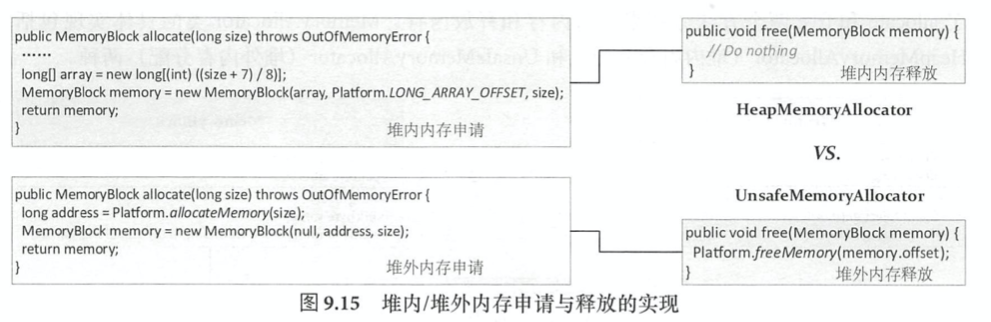 public MemoryBlock allocate(long size) throws OutOfMemoryError {
......
long[] array = new long[(int) ((size + 7) / 8)];
MemoryBlock memory = new MemoryBlock(array, Platform.LONG_ARRAY_OFFSET, size);
return memory;
}
堆内内存申请
public void free(MemoryBlock memory) {
// Do nothing
}
堆内内存释放
HeapMemoryAllocator
VS.
UnsafeMemoryAllocator
public MemoryBlock allocate(long size) throws OutOfMemoryError {
long address = Platform.allocateMemory(size);
MemoryBlock memory = new MemoryBlock(null, address, size);
return memory;
}
堆外内存申请
public void free(MemoryBlock memory) {
Platform.freeMemory(memory.offset);
}
堆外内存释放
图 9.15 堆内/堆外内存申请与释放的实现